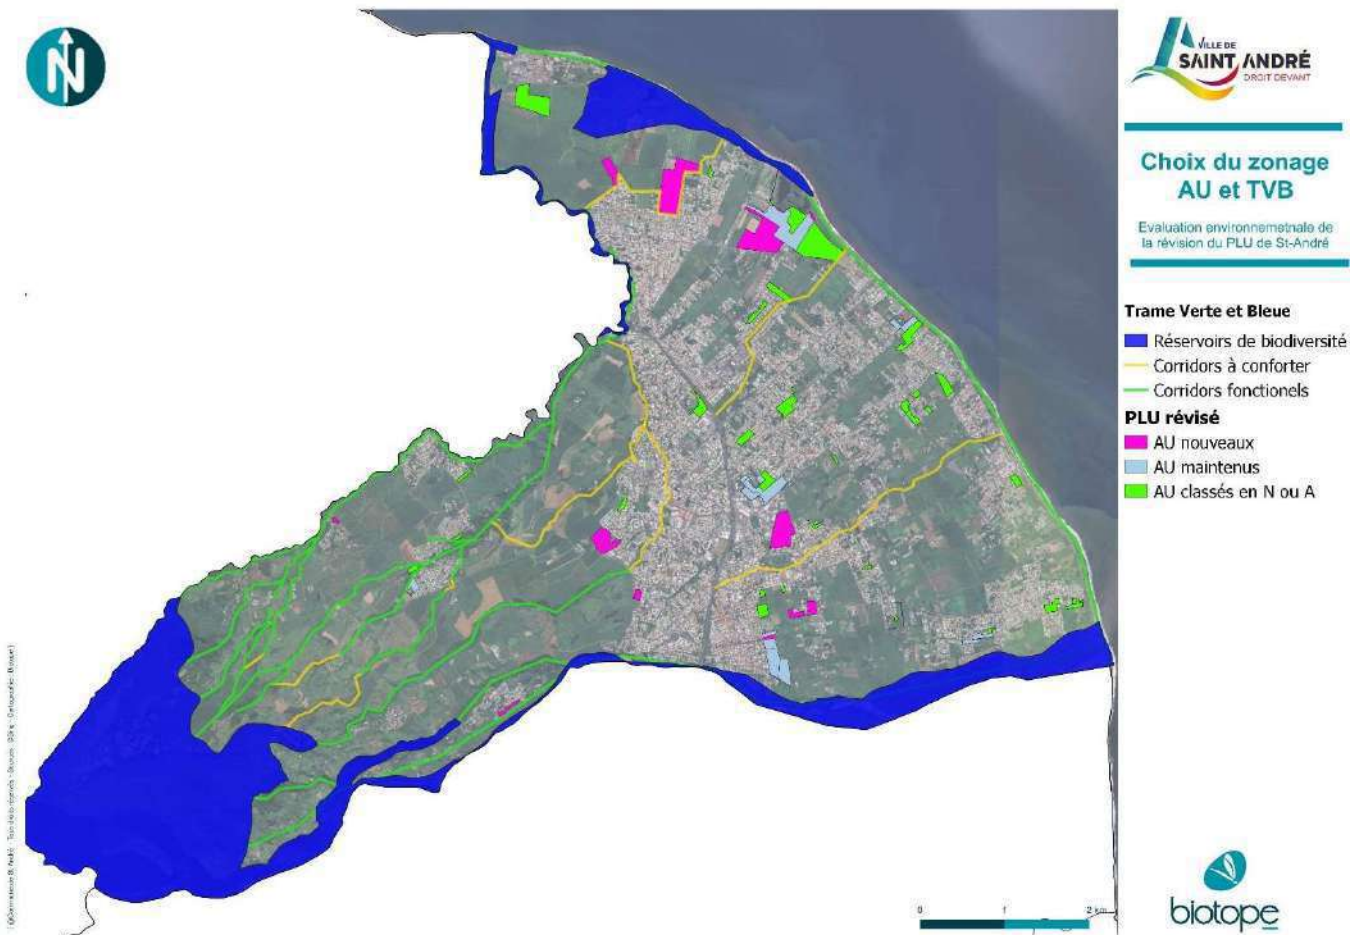 N
VILLE DE
SAINT ANDRÉ
DROIT DEVANT
Choix du zonage
AU et TVB
Evaluation environnemetnale de
la révision du PLU de St-André
Trame Verte et Bleue
Réservoirs de biodiversité
Corridors à conforter
Corridors fonctionels
PLU révisé
AU nouveaux
AU maintenus
AU classés en N ou A
0 1 2 km
biotope